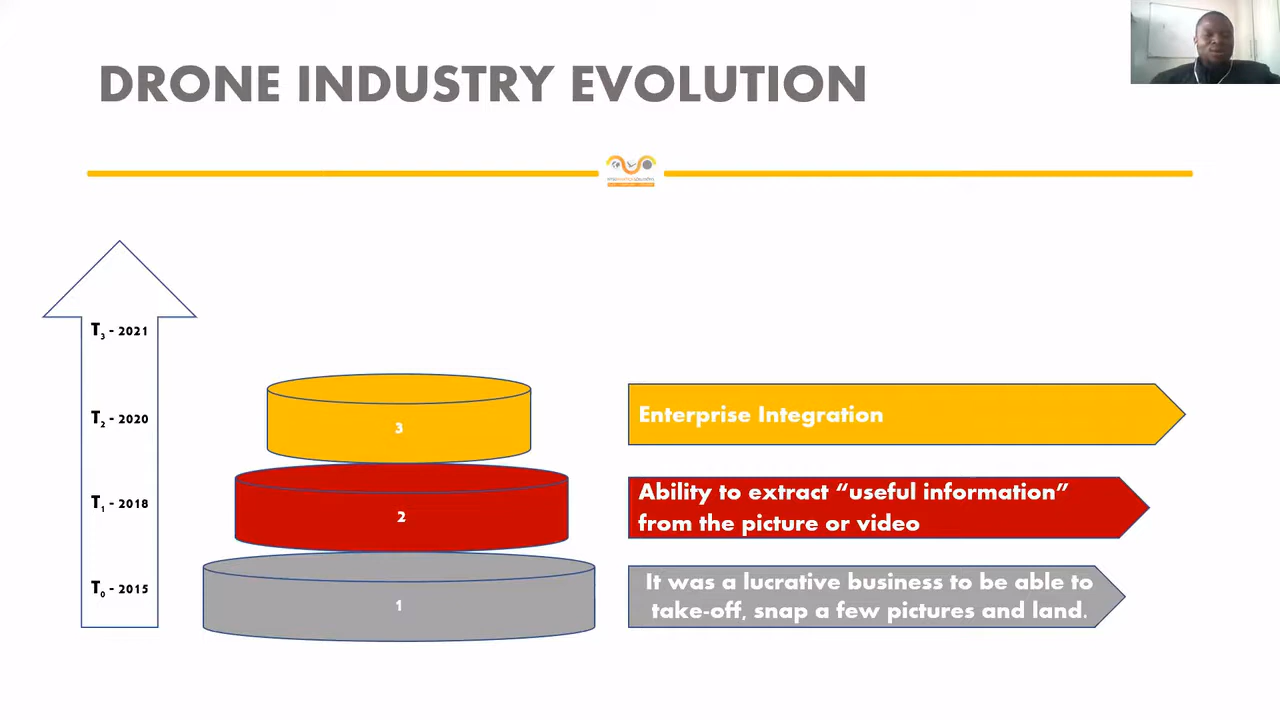 DRONE INDUSTRY EVOLUTION
T3 - 2021
T2 - 2020
3
Enterprise Integration
T1 - 2018
2
Ability to extract “useful information”
from the picture or video
T0 - 2015
1
It was a lucrative business to be able to
take-off, snap a few pictures and land.